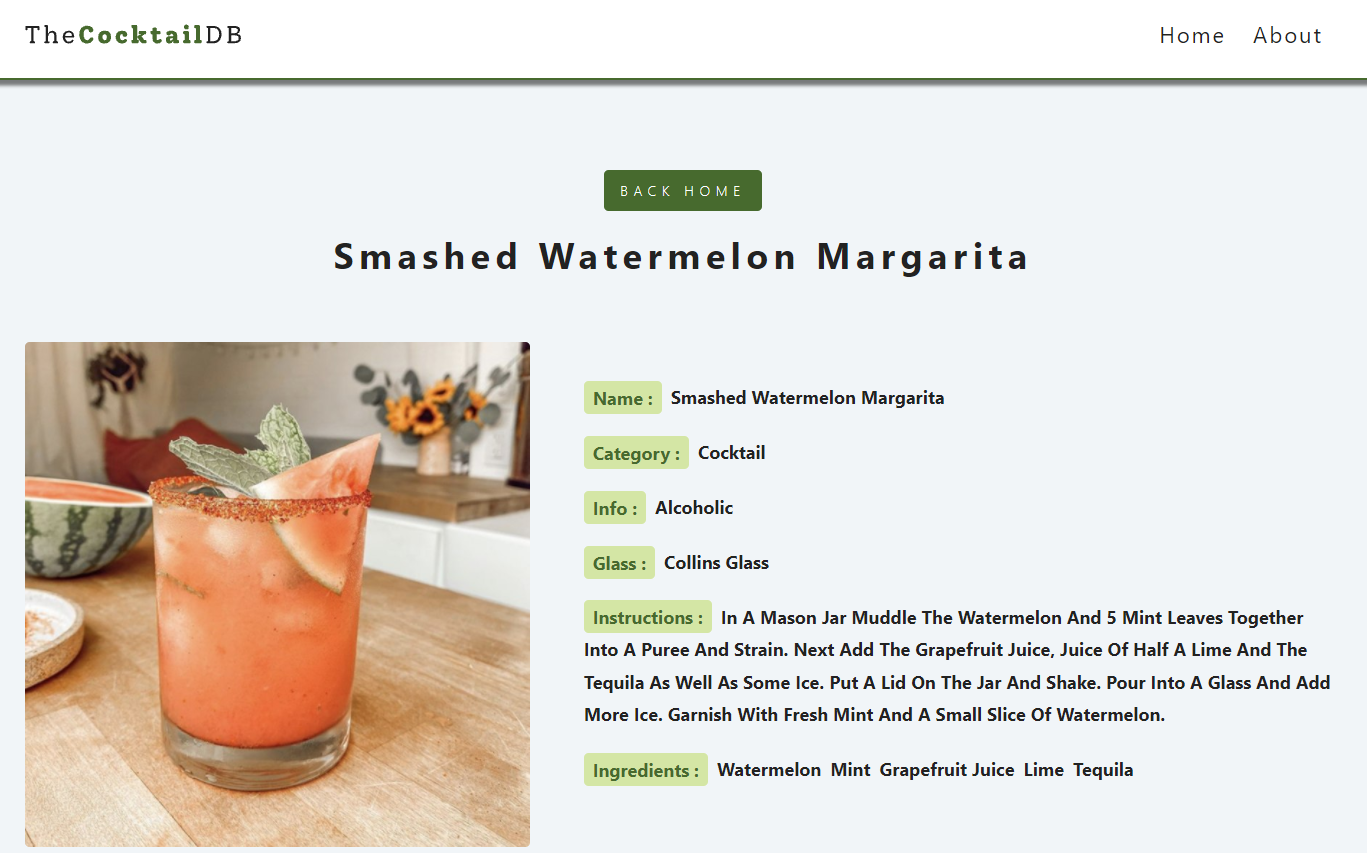 TheCocktailDB
Home About
BACK HOME
Smashed Watermelon Margarita
Name : Smashed Watermelon Margarita
Category : Cocktail
Info : Alcoholic
Glass : Collins Glass
Instructions : In A Mason Jar Muddle The Watermelon And 5 Mint Leaves Together
Into A Puree And Strain. Next Add The Grapefruit Juice, Juice Of Half A Lime And The
Tequila As Well As Some Ice. Put A Lid On The Jar And Shake. Pour Into A Glass And Add
More Ice. Garnish With Fresh Mint And A Small Slice Of Watermelon.
Ingredients : Watermelon Mint Grapefruit Juice Lime Tequila